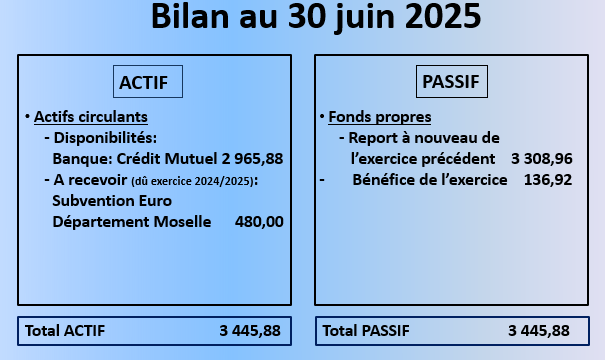 Bilan au 30 juin 2025
ACTIF
• Actifs circulants
- Disponibilités:
Banque: Crédit Mutuel 2 965,88
- A recevoir (dû exercice 2024/2025):
Subvention Euro
Département Moselle 480,00
Total ACTIF 3 445,88
PASSIF
• Fonds propres
- Report à nouveau de
l’exercice précédent 3 308,96
- Bénéfice de l’exercice 136,92
Total PASSIF 3 445,88